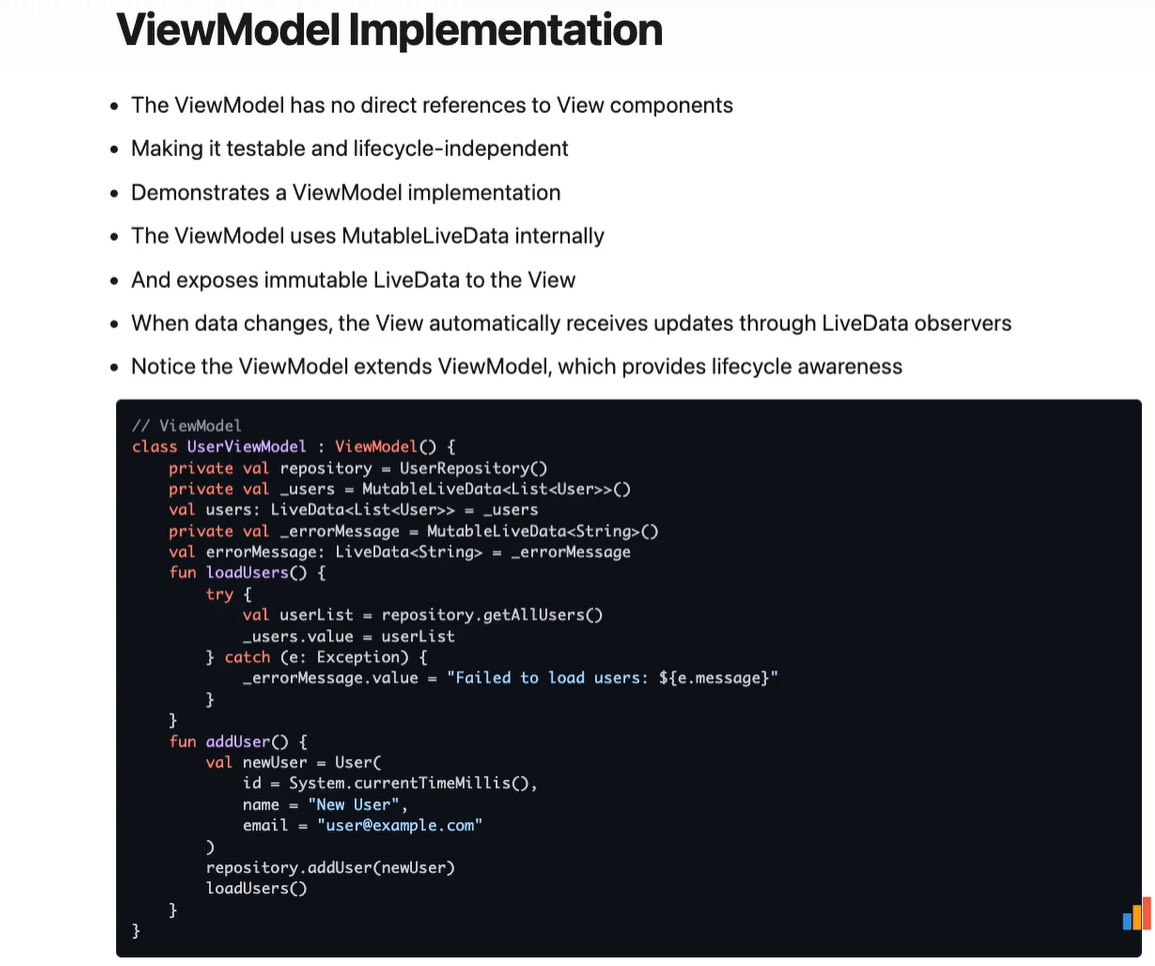 ViewModel Implementation
• The ViewModel has no direct references to View components
• Making it testable and lifecycle-independent
• Demonstrates a ViewModel implementation
• The ViewModel uses MutableLiveData internally
• And exposes immutable LiveData to the View
• When data changes, the View automatically receives updates through LiveData observers
• Notice the ViewModel extends ViewModel, which provides lifecycle awareness
// ViewModel
class UserViewModel : ViewModel() {
    private val repository = UserRepository()
    private val _users = MutableLiveData<List<User>>()
    val users: LiveData<List<User>> = _users
    private val _errorMessage = MutableLiveData<String>()
    val errorMessage: LiveData<String> = _errorMessage
    fun loadUsers() {
        try {
            val userList = repository.getAllUsers()
            _users.value = userList
        } catch (e: Exception) {
            _errorMessage.value = "Failed to load users: ${e.message}"
        }
    }
    fun addUser() {
        val newUser = User(
            id = System.currentTimeMillis(),
            name = "New User",
            email = "user@example.com"
        )
        repository.addUser(newUser)
        loadUsers()
    }
}